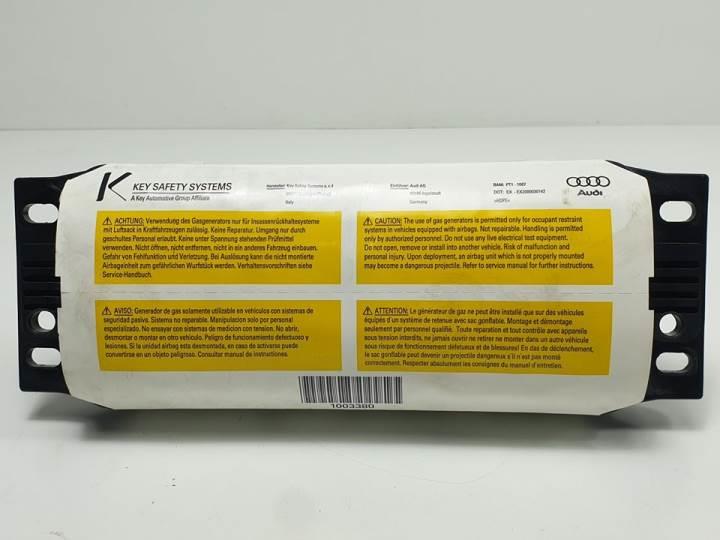 K KEY SAFETY SYSTEMS
A Key Automotive Group Affiliate
Hersteller: Key Safety Systems s.r.l
Italy
Einführer: Audi AG
Germany
BAM: PT1 - 1007
>HDPE<
Audi
ACHTUNG: Verwendung des Gasgenerators nur für Insassenrückhaltesysteme
mit Luftsack in Kraftfahrzeugen zulässig. Keine Reparatur. Umgang nur durch
geschultes Personal erlaubt. Keine unter Spannung stehenden Prüfmittel
verwenden. Nicht öffnen, nicht entfernen, nicht in ein anderes Fahrzeug einbauen.
Gefahr von Fehlfunktion und Verletzung. Bei Auslösung kann die nicht montierte
Airbageinheit zum gefährlichen Wurfstück werden. Verhaltensvorschriften siehe
Service-Handbuch.
CAUTION: The use of gas generators is permitted only for occupant restraint
systems in vehicles equipped with airbags. Not repairable. Handling is permitted
only by authorized personnel. Do not use any live electrical test equipment.
Do not open, remove or install into another vehicle. Risk of malfunction and
personal injury. Upon deployment, an airbag unit which is not properly mounted
may become a dangerous projectile. Refer to service manual for further instructions.
AVISO: Generador de gas solamente utilizable en vehículos con sistemas de
seguridad pasiva. Sistema no reparable. Manipulacion solo por personal
especializado. No ensayar con sistemas de medicion con tension. No abrir,
desmontar o montar en otro vehículo. Peligro de funcionamiento defectuoso y
lesiones. Si la unidad airbag esta desmontada, en caso de activarse puede
convertirse en un objeto peligroso. Consultar manual de instrucciones.
ATTENTION: Le générateur de gaz ne peut être installé que sur des véhicules
équipés d'un système de retenue avec sac gonflable. Montage et démontage
seulement par personnel qualifié. Toute reparation et tout contrôle avec appareils
sous tension interdits, ne jamais ouvrir ne retirer ne monter dans un autre véhicule
sous risque de fonctionnement défectueux et de blessures. En cas de déclenchement,
le sac gonflable peut devenir un projectile dangereux s'il n'est pas monté
correctement. Respecter absolument les consignes du manuel d'entretien.
1003380